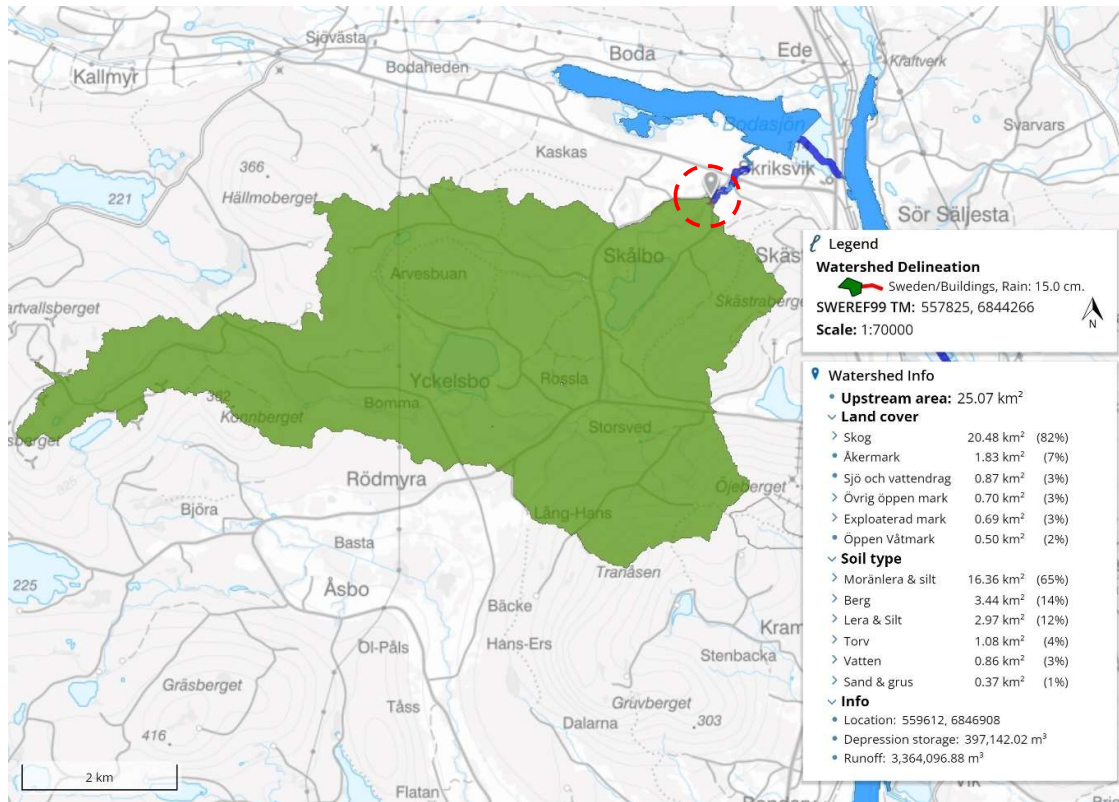 Sjövästa
Boda
Ede
Kallmyr
Bodaheden
Kraftverk
Bodasjön
Svarvars
Kaskas
366
Skriksvik
221
Hällmoberget
Sör Säljesta
Skålbo
Arvesbuan
Skästraberge
artvallsberget
Yckelsbo
Rossla
302
Bomma
Konnberget
Storsved
sberget
Rödmyra
Öjeberget
325
Björa
Lång-Hans
Basta
Tranåsen
225
Åsbo
Bäcke
Kram
Ol-Påls
Hans-Ers
Stenbacka
Gräsberget
Tåss
Gruvberget
303
Dalarna
416
Flatan
2 km
Legend
Watershed Delineation
Sweden/Buildings, Rain: 15.0 cm.
SWEREF99 TM: 557825, 6844266
Scale: 1:70000
N
Watershed Info
Upstream area: 25.07 km²
Land cover
Skog 20.48 km² (82%)
Åkermark 1.83 km² (7%)
Sjö och vattendrag 0.87 km² (3%)
Övrig öppen mark 0.70 km² (3%)
Exploaterad mark 0.69 km² (3%)
Öppen Våtmark 0.50 km² (2%)
Soil type
Moränlera & silt 16.36 km² (65%)
Berg 3.44 km² (14%)
Lera & Silt 2.97 km² (12%)
Torv 1.08 km² (4%)
Vatten 0.86 km² (3%)
Sand & grus 0.37 km² (1%)
Info
Location: 559612, 6846908
Depression storage: 397,142.02 m³
Runoff: 3,364,096.88 m³